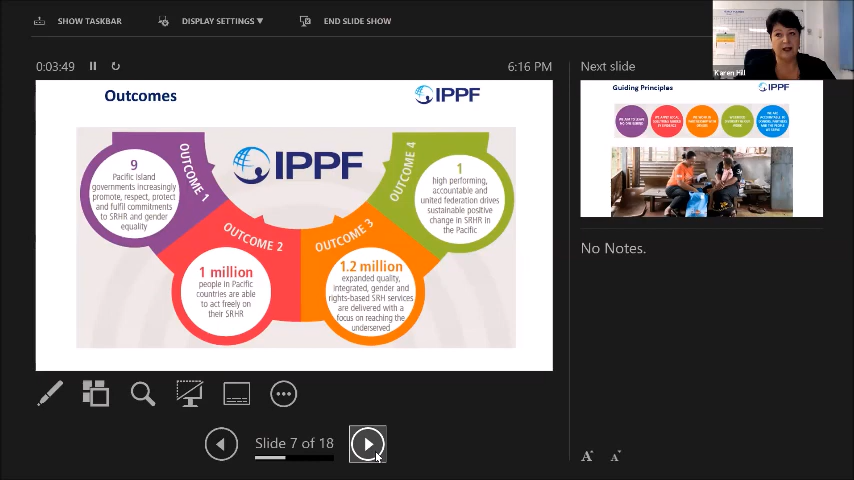 SHOW TASKBAR
DISPLAY SETTINGS ▼
END SLIDE SHOW
0:03:49
6:16 PM
Outcomes
IPPF
IPPF
OUTCOME 1
9
Pacific Island
governments increasingly
promote, respect, protect
and fulfil commitments
to SRHR and gender
equality
OUTCOME 2
1 million
people in Pacific
countries are able
to act freely on
their SRHR
OUTCOME 3
1.2 million
expanded quality,
integrated, gender and
rights-based SRH services
are delivered with a
focus on reaching the
underserved
OUTCOME 4
1
high performing,
accountable and
united federation drives
sustainable positive
change in SRHR in
the Pacific
Slide 7 of 18
Karen Hill
Next slide
Guiding Principles
IPPF
No Notes.
A
A